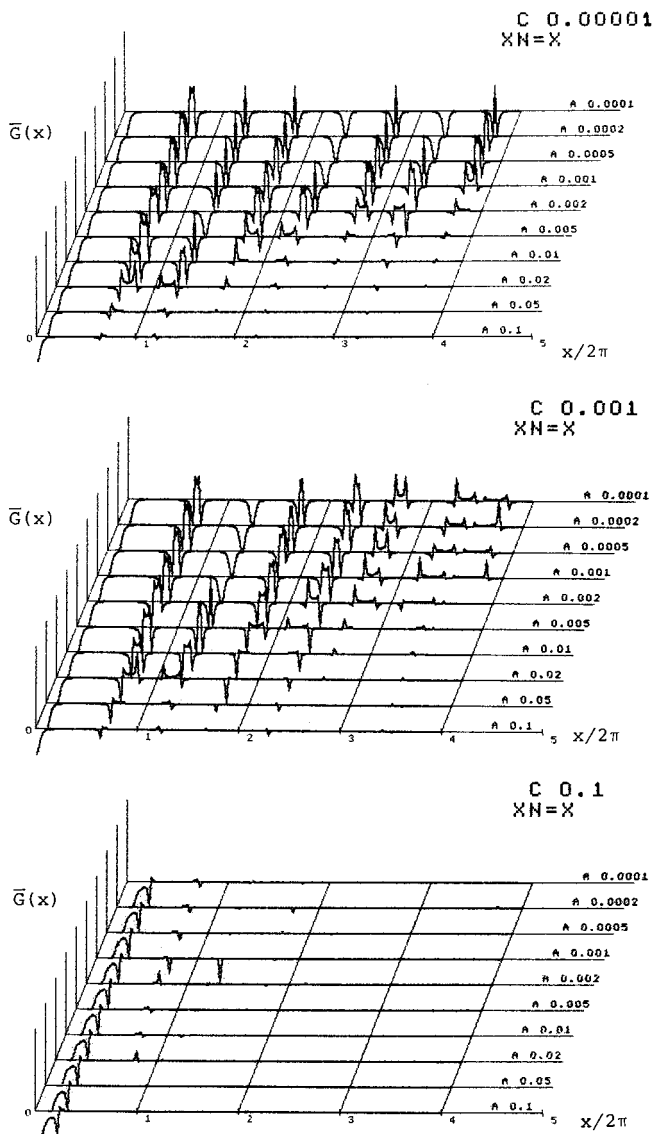 C 0.00001
XN=X
G̅(x)
A 0.0001
A 0.0002
A 0.0005
A 0.001
A 0.002
A 0.005
A 0.01
A 0.02
A 0.05
A 0.1
0 1 2 3 4 5
x/2π
C 0.001
XN=X
G̅(x)
A 0.0001
A 0.0002
A 0.0005
A 0.001
A 0.002
A 0.005
A 0.01
A 0.02
A 0.05
A 0.1
0 1 2 3 4 5
x/2π
C 0.1
XN=X
G̅(x)
A 0.0001
A 0.0002
A 0.0005
A 0.001
A 0.002
A 0.005
A 0.01
A 0.02
A 0.05
A 0.1
0 1 2 3 4 5
x/2π